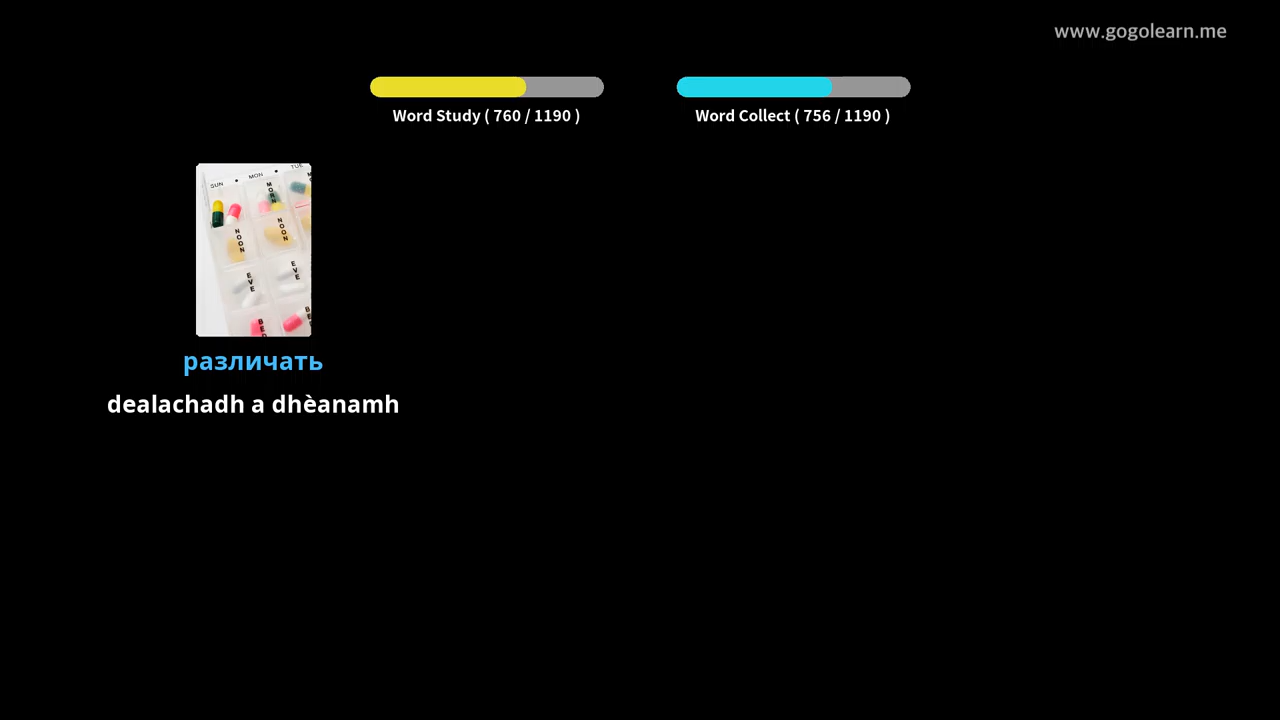 www.gogolearn.me
Word Study ( 760 / 1190 )
Word Collect ( 756 / 1190 )
SUN
MON
TUE
MORN
NOON
NOON
EVE
EVE
BED
различать
dealachadh a dhèanamh